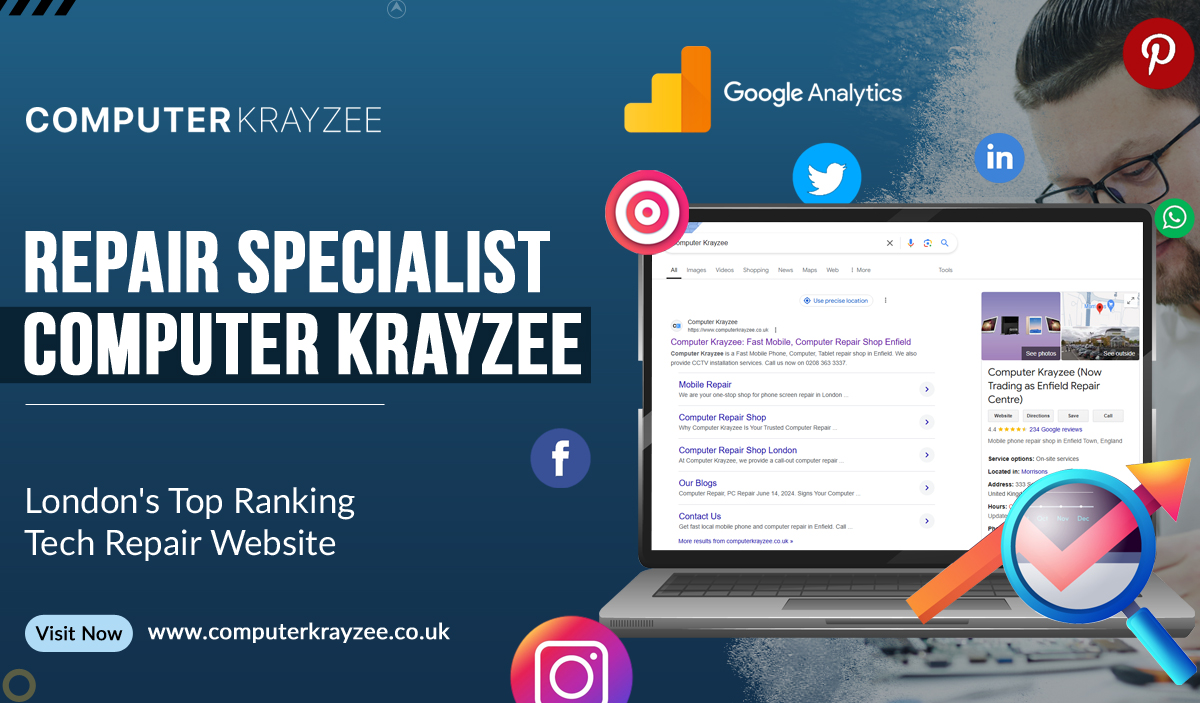 COMPUTER KRAYZEE
Google Analytics
REPAIR SPECIALIST
COMPUTER KRAYZEE
London's Top Ranking
Tech Repair Website
Visit Now
www.computerkrayzee.co.uk
in
f
omputer Krayzee
All Images Videos Shopping News Maps Web More Tools
Use precise location
Computer Krayzee
https://www.computerkrayzee.co.uk
Computer Krayzee: Fast Mobile, Computer Repair Shop Enfield
Computer Krayzee is a Fast Mobile Phone, Computer, Tablet repair shop in Enfield. We also
provide CCTV installation services. Call us now on 0208 363 3337.
Mobile Repair
We are your one-stop shop for phone screen repair in London ...
Computer Repair Shop
Why Computer Krayzee Is Your Trusted Computer Repair ...
Computer Repair Shop London
At Computer Krayzee, we provide a call-out computer repair ...
Our Blogs
Computer Repair. PC Repair June 14, 2024. Signs Your Computer ...
Contact Us
Get fast local mobile phone and computer repair in Enfield. Call ...
More results from computerkrayzee.co.uk »
See photos
See outside
Computer Krayzee (Now
Trading as Enfield Repair
Centre)
Website Directions Save Call
4.4 ★★★★★ 234 Google reviews
Mobile phone repair shop in Enfield Town, England
Service options: On-site services
Located in: Morrisons
Address: 333 S
United King
Hours:
Update
Nov Dec